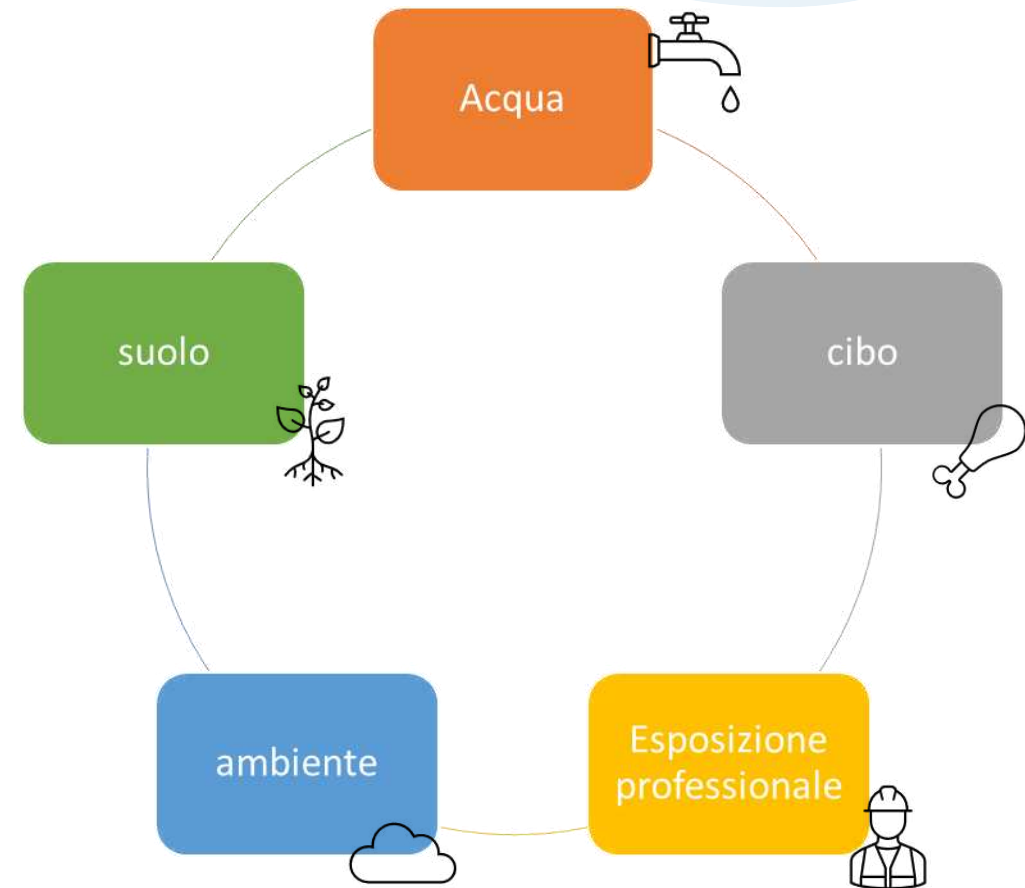 Acqua
cibo
Esposizione
professionale
ambiente
suolo